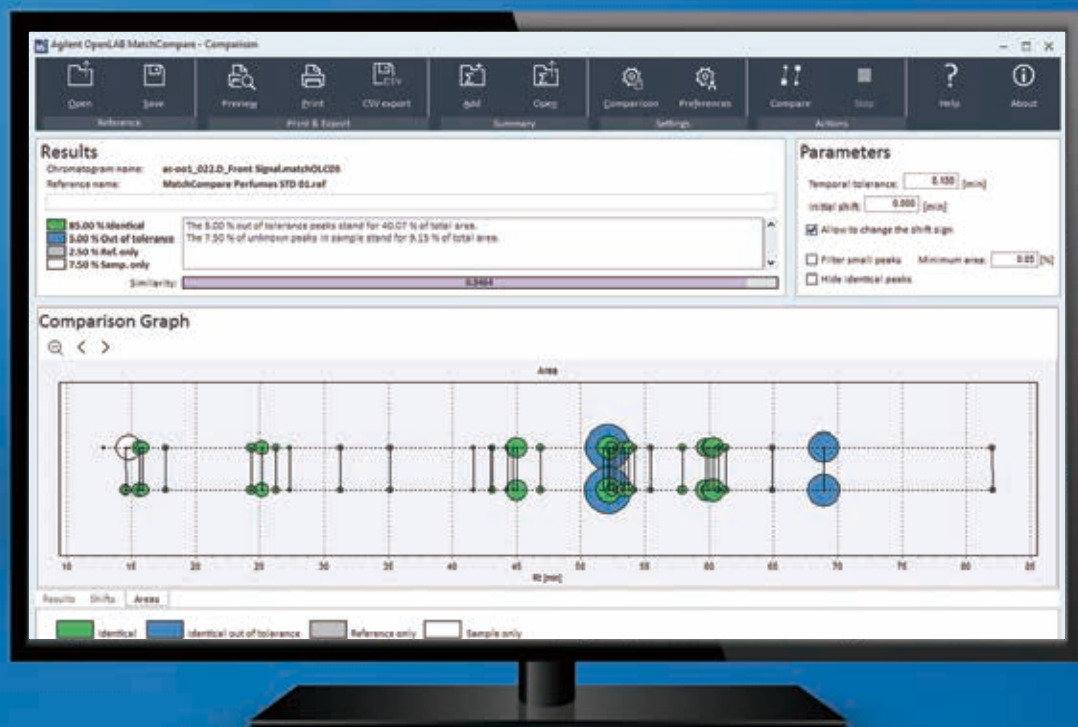 Agilent OpenLAB MatchCompare - Comparison
Open Save Preview Print CSV export Add Open Comparison Preferences Compare Stop Help About
Reference Print & Export Summary Settings Actions
Results
Chromatogram name: Signal.matchOLCDS
Reference name: MatchCompare Perfumes STD 01.ref
85.00 % Identical
5.00 % Out of tolerance
2.50 % Ref. only
7.50 % Samp. only
The 5.00 % out of tolerance peaks stand for 40.07 % of total area.
The 7.50 % of unknown peaks in sample stand for 9.15 % of total area.
Similarity:
Parameters
Temporal tolerance: 0.100 [min]
Initial shift: 0.000 [min]
Allow to change the shift sign
Filter small peaks Minimum area: 0.05 [%]
Hide identical peaks
Comparison Graph
Area
10 15 20 25 30 35 40 45 50 55 60 65 70 75 80 85
Rt [min]
Results Shifts Areas
Identical Identical out of tolerance Reference only Sample only